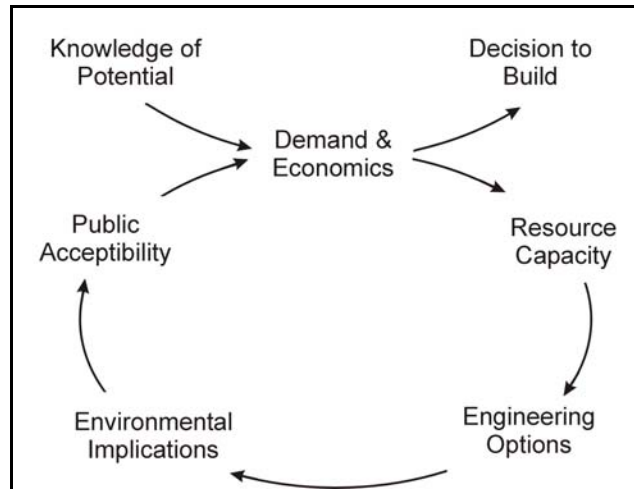 Knowledge of
Potential
Decision to
Build
Demand &
Economics
Public
Acceptibility
Resource
Capacity
Environmental
Implications
Engineering
Options